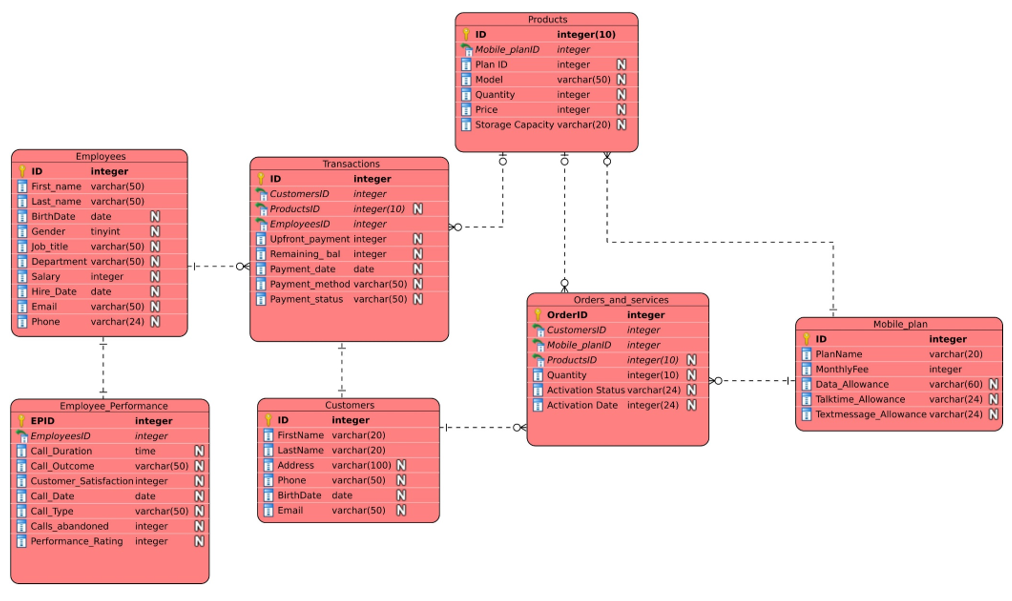 Products
ID integer(10)
Mobile_planID integer
Plan ID integer N
Model varchar(50) N
Quantity integer N
Price integer N
Storage Capacity varchar(20) N
Employees
ID integer
First_name varchar(50)
Last_name varchar(50)
BirthDate date N
Gender tinyint N
Job_title varchar(50) N
Department varchar(50) N
Salary integer N
Hire_Date date N
Email varchar(50) N
Phone varchar(24) N
Transactions
ID integer
CustomersID integer
ProductsID integer(10) N
EmployeesID integer
Upfront_payment integer N
Remaining_ bal integer N
Payment_date date N
Payment_method varchar(50) N
Payment_status varchar(50) N
Orders_and_services
OrderID integer
CustomersID integer
Mobile_planID integer
ProductsID integer(10) N
Quantity integer(10) N
Activation Status varchar(24) N
Activation Date integer(24) N
Mobile_plan
ID integer
PlanName varchar(20)
MonthlyFee integer
Data_Allowance varchar(60) N
Talktime_Allowance varchar(24) N
Textmessage_Allowance varchar(24) N
Employee_Performance
EPID integer
EmployeesID integer
Call_Duration time N
Call_Outcome varchar(50) N
Customer_Satisfaction integer N
Call_Date date N
Call_Type varchar(50) N
Calls_abandoned integer N
Performance_Rating integer N
Customers
ID integer
FirstName varchar(20)
LastName varchar(20)
Address varchar(100) N
Phone varchar(50) N
BirthDate date N
Email varchar(50) N